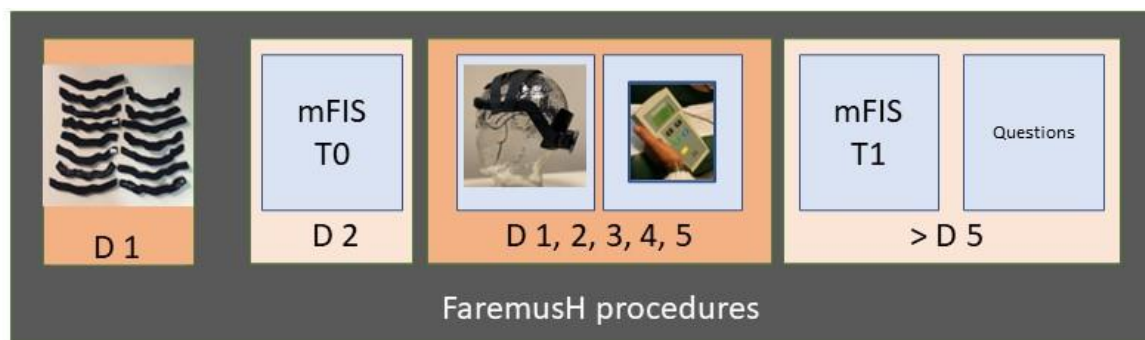 mFIS
T0
mFIS
T1
Questions
D 1
D 2
D 1, 2, 3, 4, 5
> D 5
FaremusH procedures